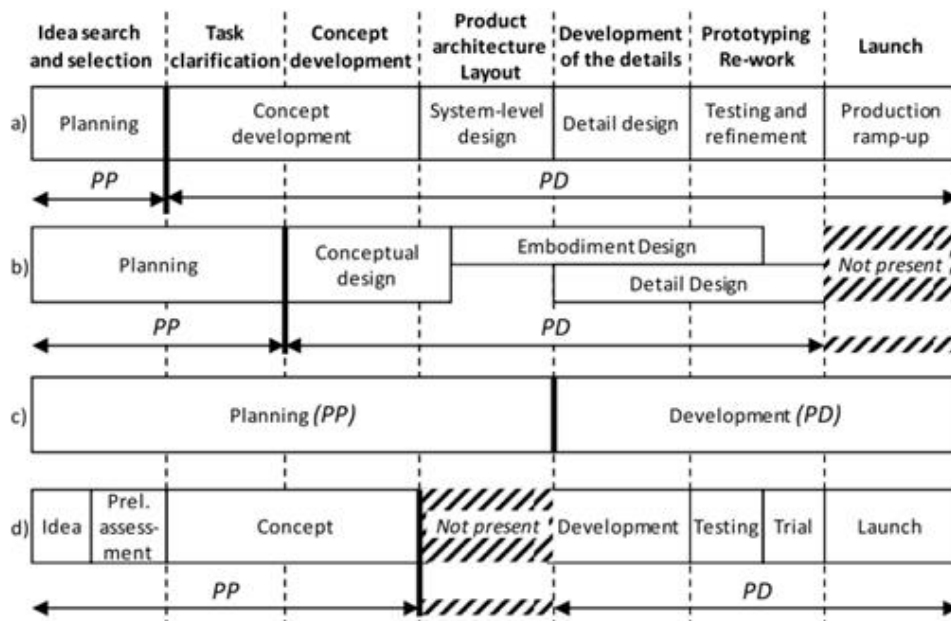 Idea search
and selection
Task
clarification
Concept
development
Product
architecture
Layout
Development
of the details
Prototyping
Re-work
Launch
a)
Planning
Concept
development
System-level
design
Detail design
Testing and
refinement
Production
ramp-up
PP
PD
b)
Planning
Conceptual
design
Embodiment Design
Detail Design
Not present
PP
PD
c)
Planning (PP)
Development (PD)
d)
Idea
Prel.
assess-
ment
Concept
Not present
Development
Testing
Trial
Launch
PP
PD